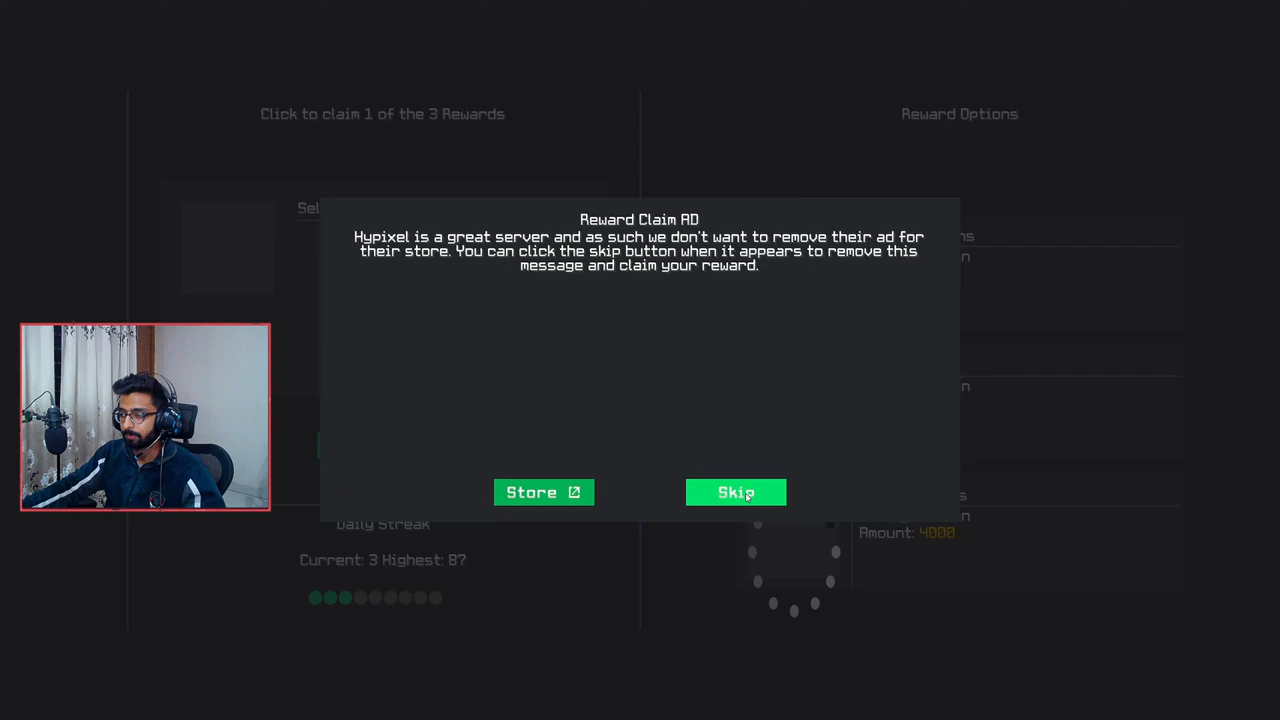 Click to claim 1 of the 3 Rewards
Reward Options
Sel
Reward Claim AD
Hypixel is a great server and as such we don't want to remove their ad for
their store. You can click the skip button when it appears to remove this
message and claim your reward.
Store
Skip
Daily Streak
Current: 3 Highest: 87
Amount: 4000